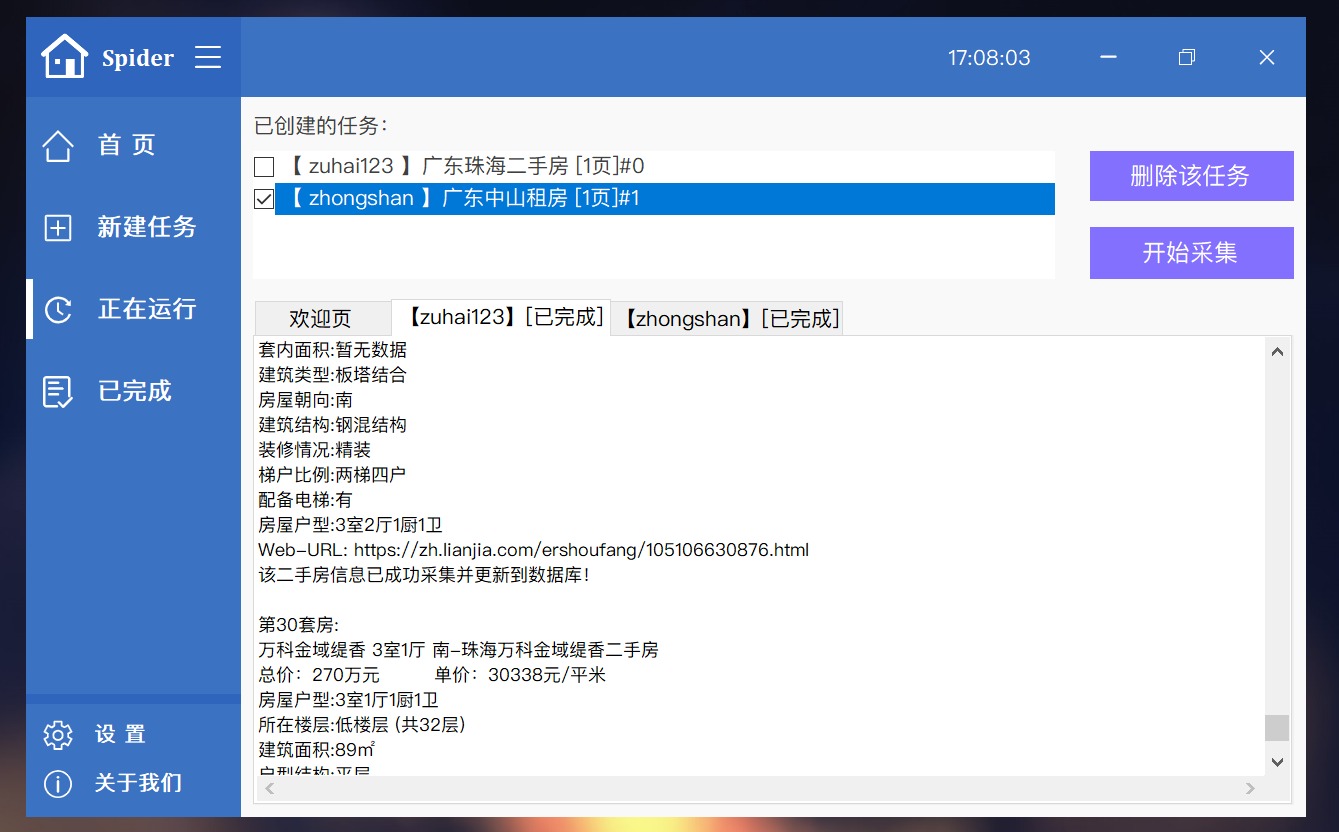 Spider
17:08:03
首 页
新建任务
正在运行
已完成
设 置
关于我们
已创建的任务:
【 zuhai123 】广东珠海二手房 [1页]#0
【 zhongshan 】广东中山租房 [1页]#1
删除该任务
开始采集
欢迎页
【zuhai123】[已完成]
【zhongshan】[已完成]
套内面积:暂无数据
建筑类型:板塔结合
房屋朝向:南
建筑结构:钢混结构
装修情况:精装
梯户比例:两梯四户
配备电梯:有
房屋户型:3室2厅1厨1卫
Web-URL: https://zh.lianjia.com/ershoufang/105106630876.html
该二手房信息已成功采集并更新到数据库!
第30套房:
万科金域缇香 3室1厅 南-珠海万科金域缇香二手房
总价: 270万元 单价: 30338元/平米
房屋户型:3室1厅1厨1卫
所在楼层:低楼层 (共32层)
建筑面积:89㎡
户型结构:平层